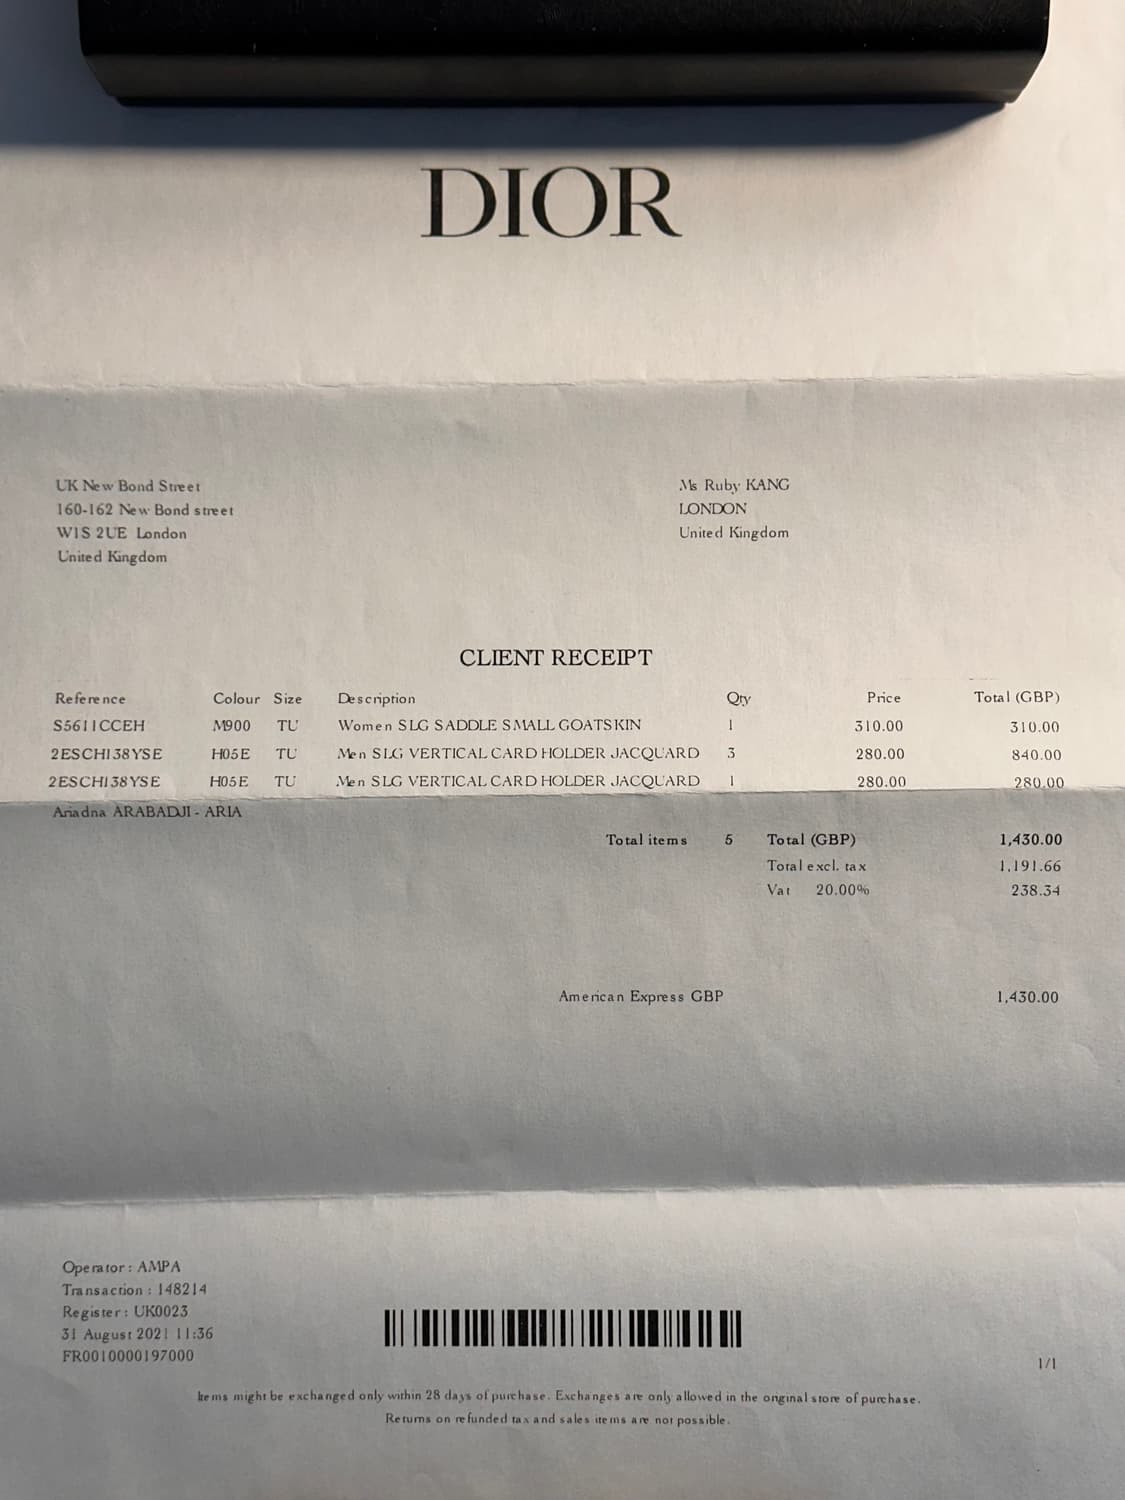 DIOR
UK New Bond Street
160-162 New Bond street
W1S 2UE London
United Kingdom
Ms Ruby KANG
LONDON
United Kingdom
CLIENT RECEIPT
Reference Colour Size Description Qty Price Total (GBP)
S5611CCEH M900 TU Women SLG SADDLE SMALL GOATSKIN 1 310.00 310.00
2ESCH138YSE H05E TU Men SLG VERTICAL CARD HOLDER JACQUARD 3 280.00 840.00
2ESCH138YSE H05E TU Men SLG VERTICAL CARD HOLDER JACQUARD 1 280.00 280.00
Ariadna ARABADJI - ARIA
Total items 5 Total (GBP) 1,430.00
Total excl. tax 1,191.66
Vat 20.00% 238.34
American Express GBP 1,430.00
Operator : AMPA
Transaction : 148214
Register : UK0023
31 August 2021 11:36
FR0010000197000
1/1
Items might be exchanged only within 28 days of purchase. Exchanges are only allowed in the original store of purchase.
Returns on refunded tax and sales items are not possible.